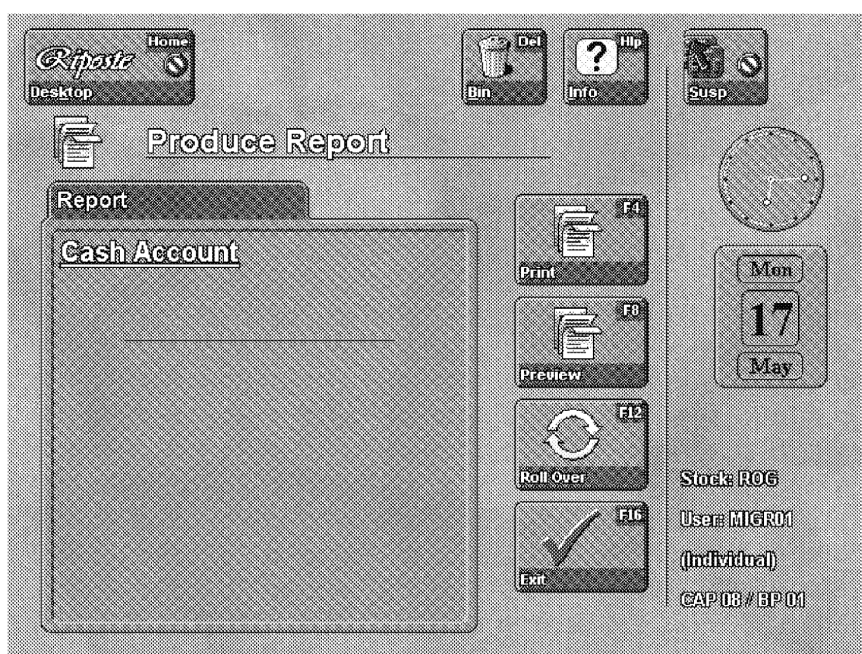 Riposte
Home
Desktop
Del
Bin
Hlp
?
Info
Susp
Produce Report
Report
Cash Account
F4
Print
F8
Preview
F12
Roll Over
F16
Exit
Mon
17
May
Stock: ROG
User: MIGR01
(Individual)
CAP 08 / BP 01